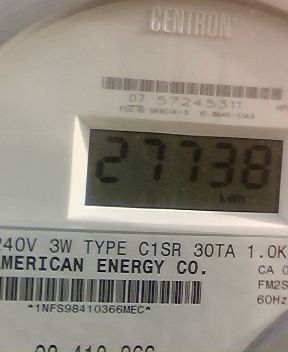 CENTRON
07 57245311
27738
kWh
240V 3W TYPE C1SR 30TA 1.0K
AMERICAN ENERGY CO.
CA 0
FM2S
60Hz
*1NFS98410366MEC*